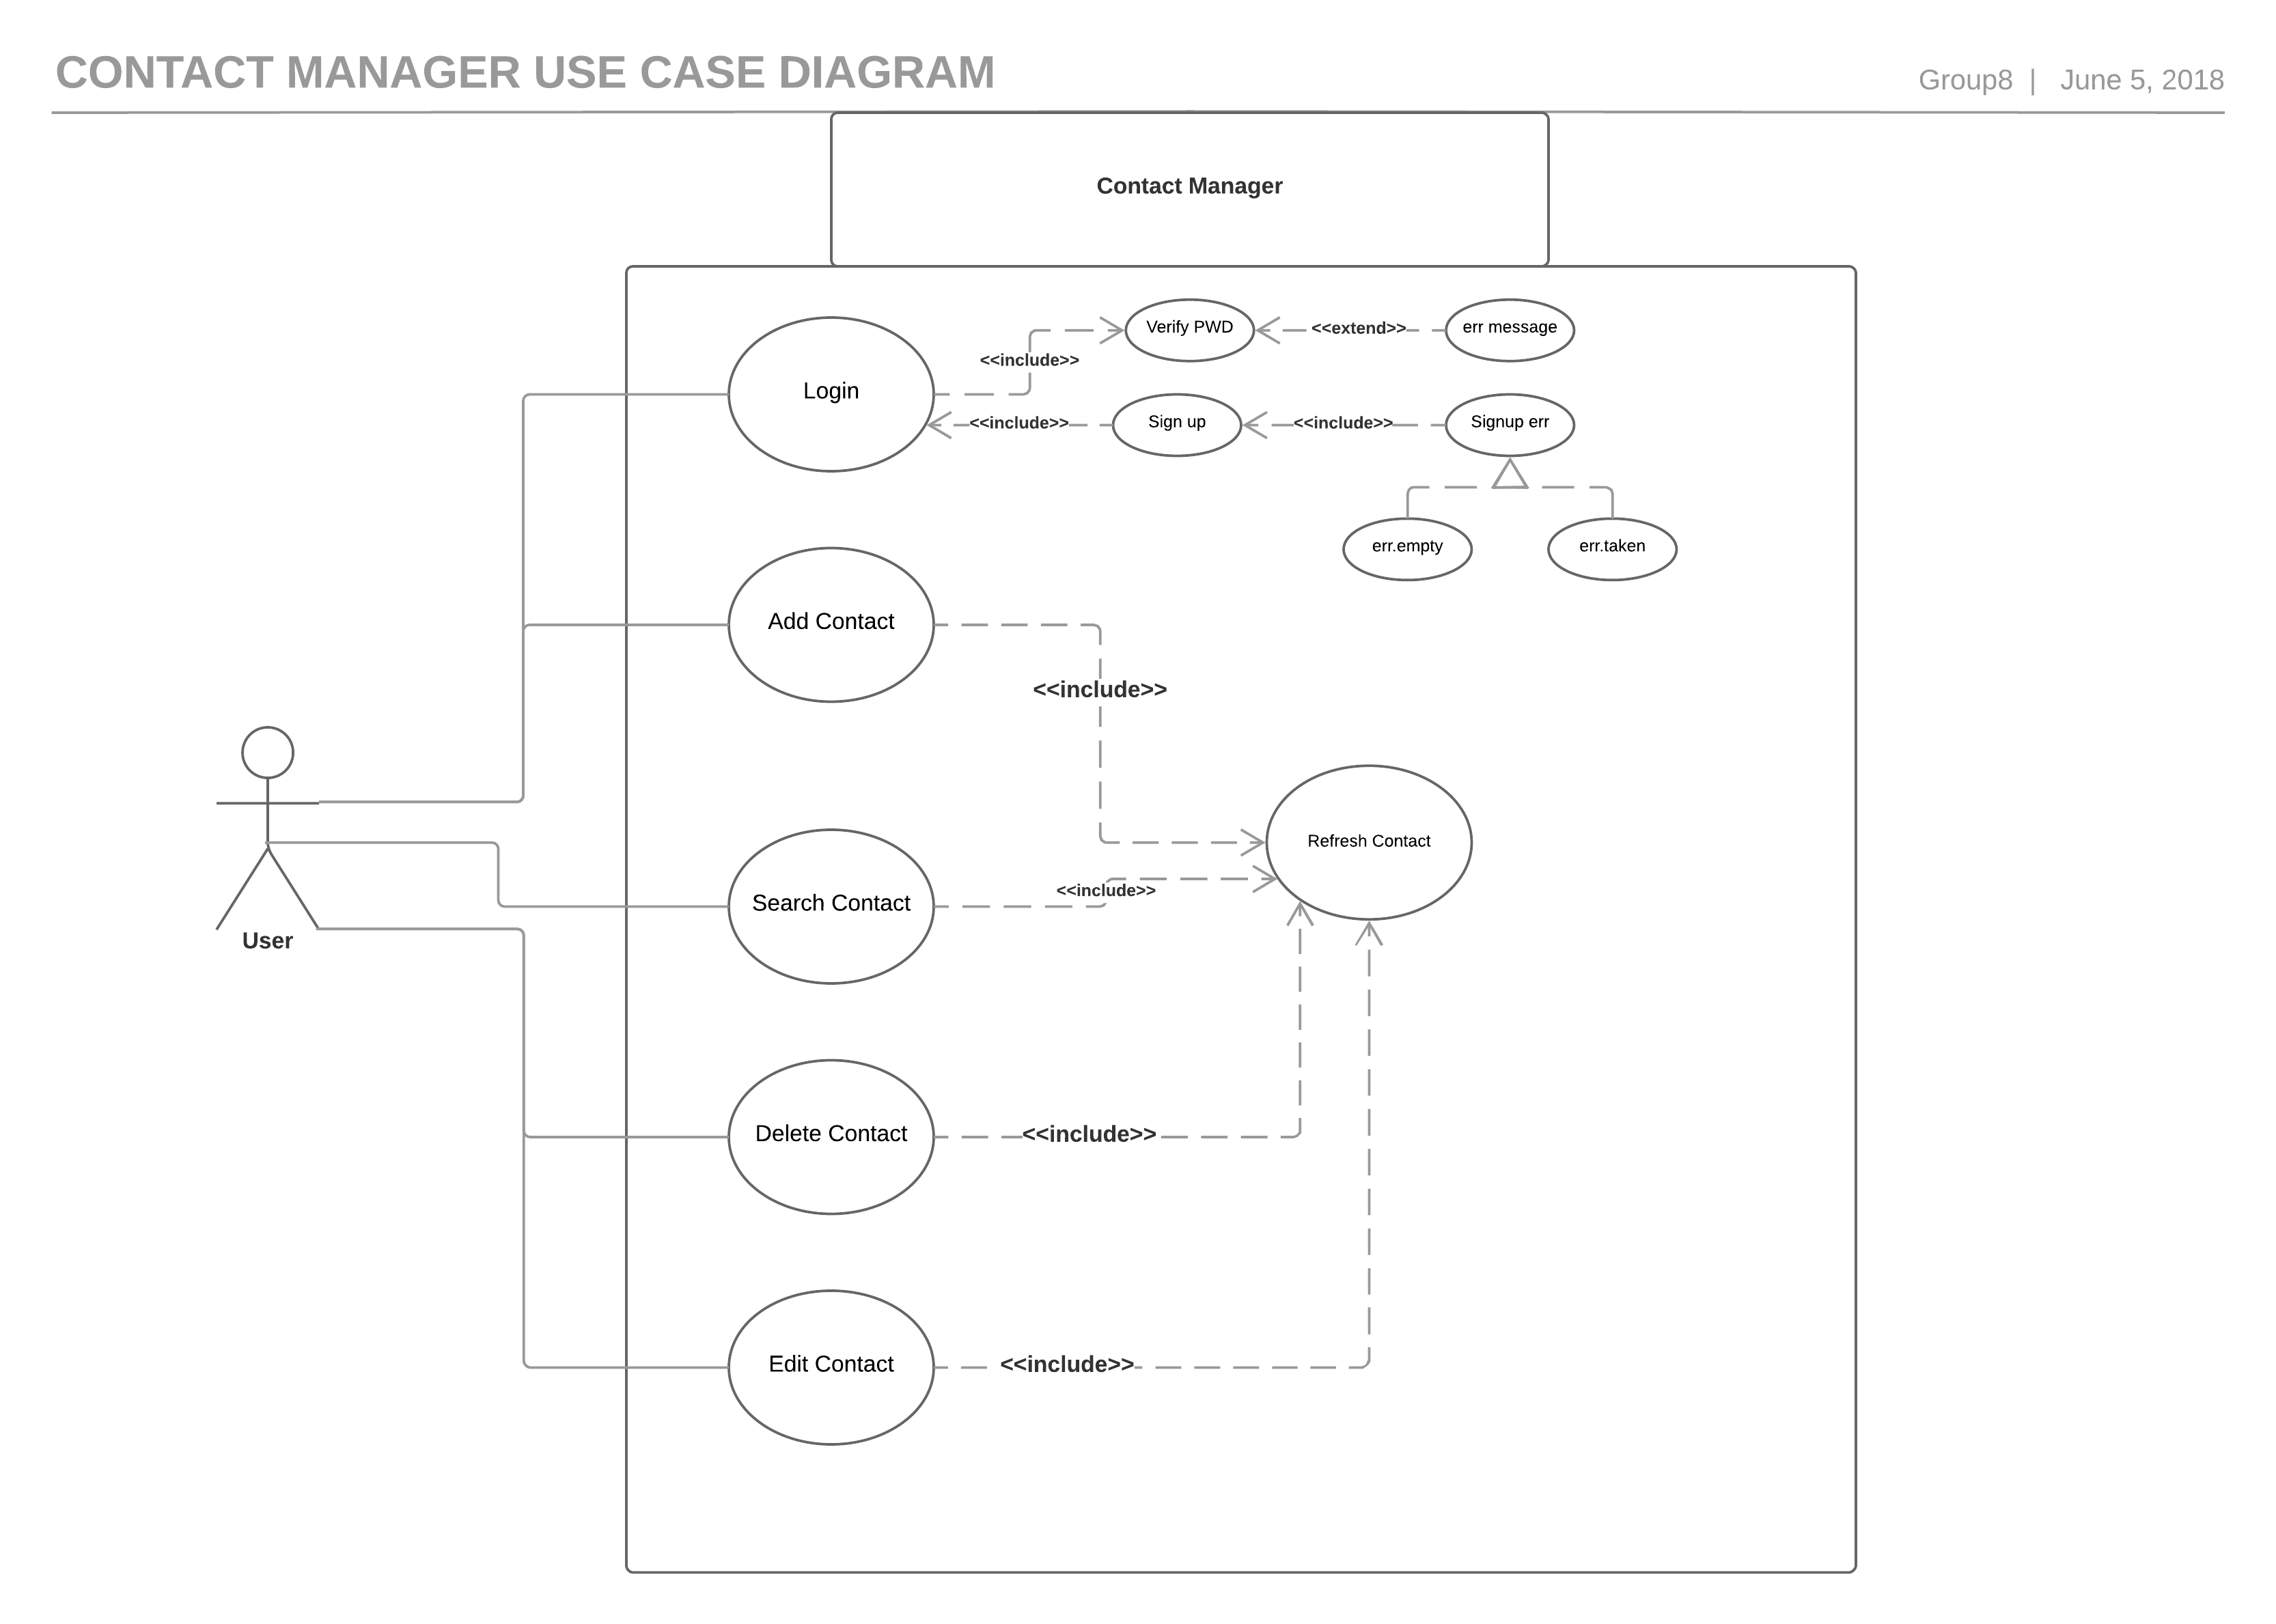 CONTACT MANAGER USE CASE DIAGRAM
Group8 | June 5, 2018
Contact Manager
Verify PWD
<<extend>>
err message
<<include>>
Login
<<include>>
Sign up
<<include>>
Signup err
err.empty
err.taken
Add Contact
<<include>>
Refresh Contact
<<include>>
Search Contact
User
Delete Contact
<<include>>
Edit Contact
<<include>>